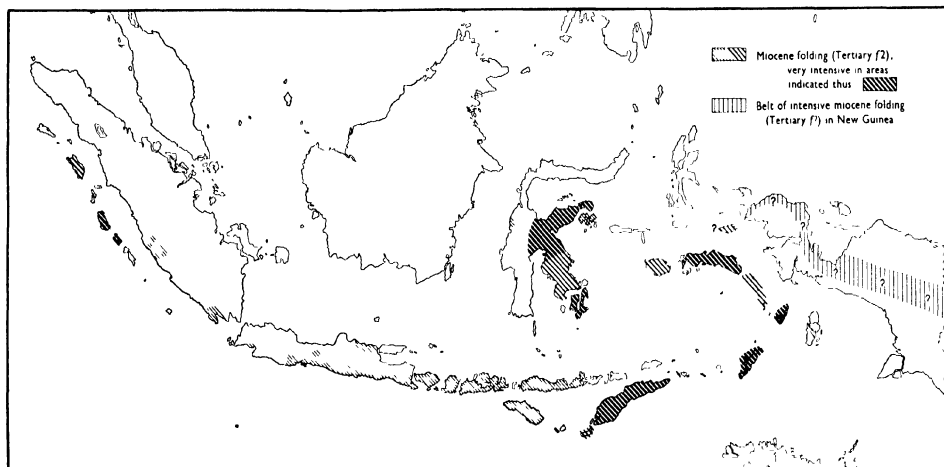 Miocene folding (Tertiary f2),
very intensive in areas
indicated thus
Belt of intensive miocene folding
(Tertiary f?) in New Guinea
?
?
?
?
?
?
?